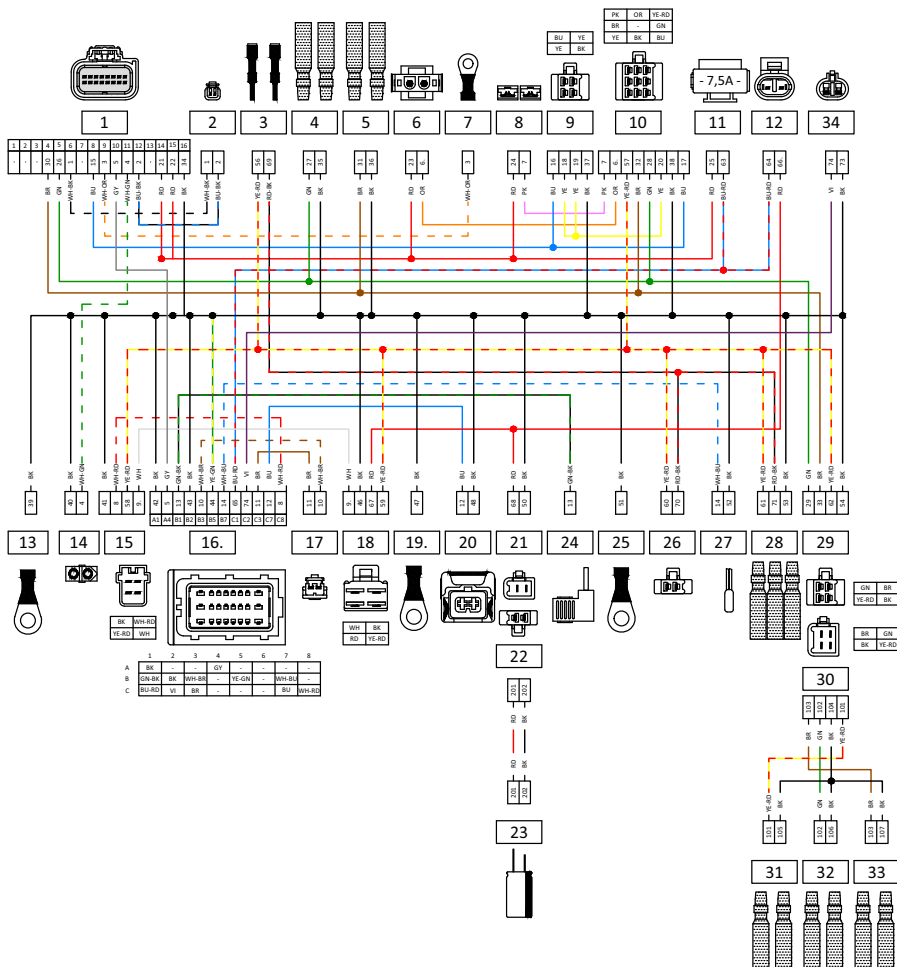 PK OR YE-RD
BR - GN
YE BK BU
BU YE
YE BK
- 7,5A -
1 2 3 4 5 6 7 8 9 10 11 12 34
1 2 3 4 5 6 7 8 9 10 11 12 13 14 15 16
- - - 30 26 1 - 15 3 5 4 2 - 21 22 34
1 2
56 69
27 35
31 36
23 6.
3
24 7
16 18 19 37
7 6. 57 32 28 20 38 17
25 63
64 66.
74 73
BR GN WH-BK BU WH-OR GY WH-GN BU-BK RD RD BK
WH-BK BU-BK
YE-RD RD-BK
GN BK
BR BK
RD OR
WH-OR
RD PK
BU YE YE BK
PK OR YE-RD BR GN YE BK BU
RD BU-RD
BU-RD RD
VI BK
BK
BK WH-GN
BK WH-RD YE-RD WH
BK GY GN-BK BK WH-BR YE-GN WH-BU BU-RD VI BR BU WH-RD
BR WH-BR
WH BK RD YE-RD
BK
BU BK
RD BK
GN-BK
BK
YE-RD RD-BK
WH-BU BK
YE-RD RD-BK BK
GN BR YE-RD BK
39
40 4
41 8 58 9.
42 5 13 43 10 44 14 65 74 11 12 8
A1 A4 B1 B2 B3 B5 B7 C1 C2 C3 C7 C8
11 10
9. 46 67 59
47
12 48
68 50
13
51
60 70
14 52
61 71 53
29 33 62 54
13 14 15 16. 17 18 19. 20 21 24 25 26 27 28 29
BK WH-RD
YE-RD WH
WH BK
RD YE-RD
GN BR
YE-RD BK
BR GN
BK YE-RD
1 2 3 4 5 6 7 8
A BK - - GY - - - -
B GN-BK BK WH-BR - YE-GN - WH-BU -
C BU-RD VI BR - - - BU WH-RD
22
201 202
RD BK
RD BK
201 202
23
30
103 102 104 101
BR GN BK YE-RD
YE-RD BK GN BK BR BK
101 105
102 106
103 107
31 32 33